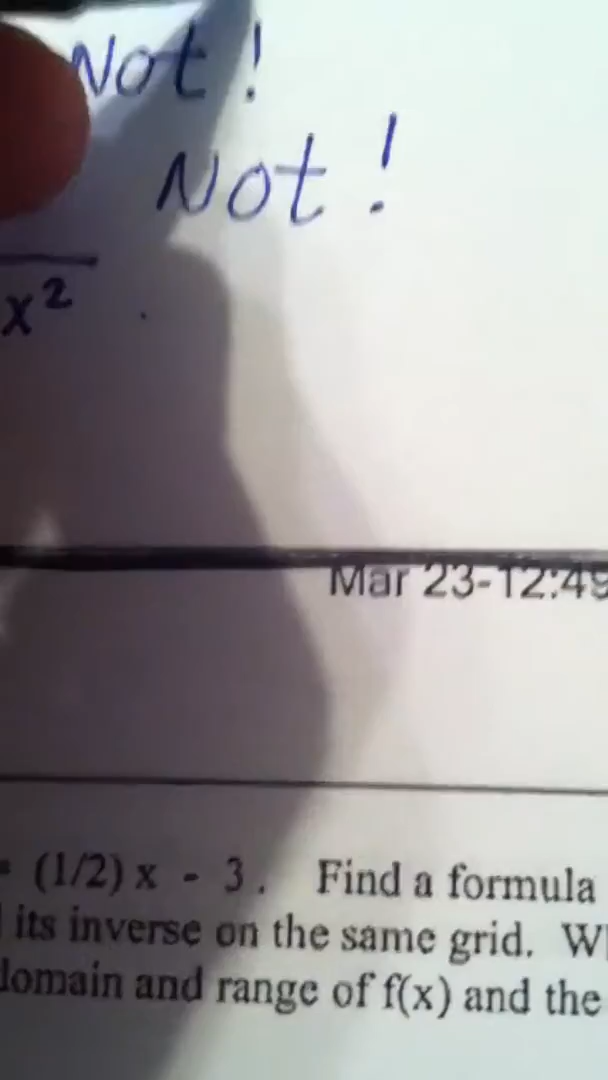 Not!
Not!
x²
Mar 23-12:49
= (1/2) x - 3. Find a formula
its inverse on the same grid.
domain and range of f(x) and the